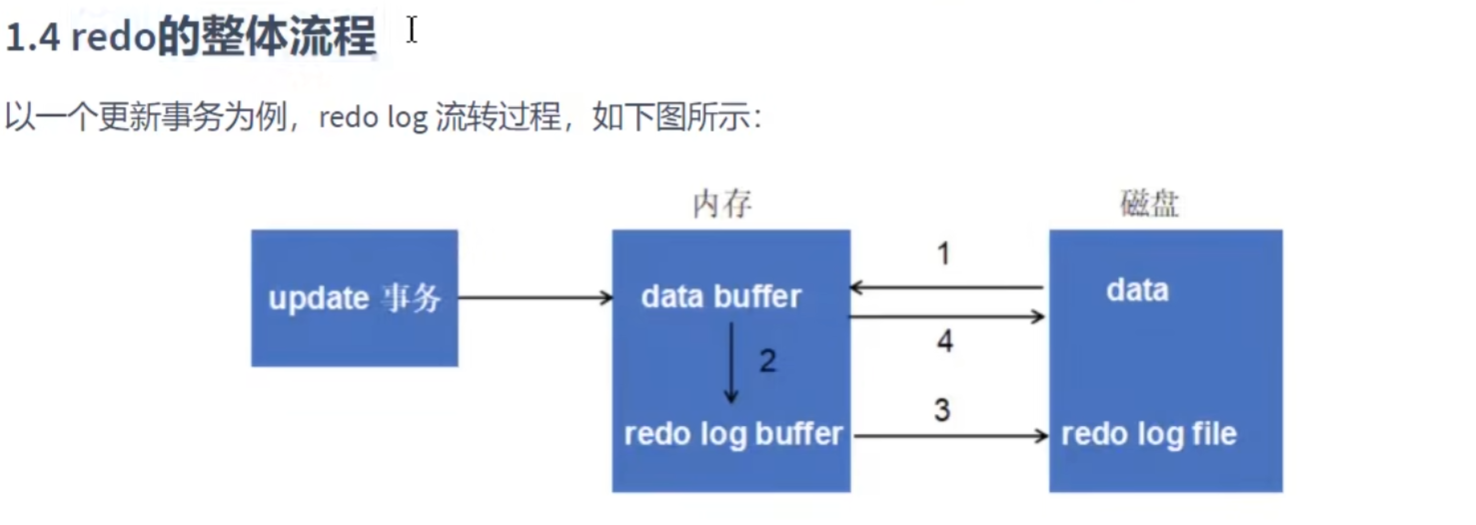 1.4 redo的整体流程
以一个更新事务为例，redo log 流转过程，如下图所示：
内存
磁盘
update 事务
data buffer
1
data
4
2
3
redo log buffer
redo log file